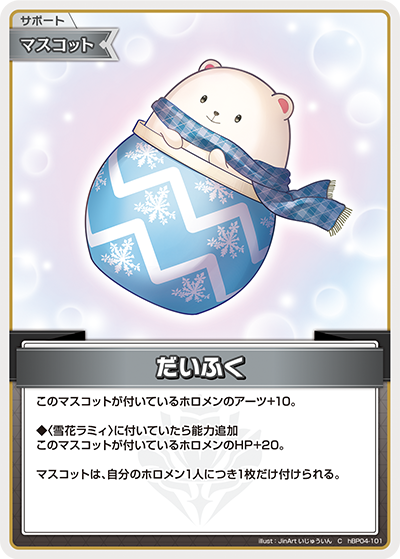 サポート
マスコット
だいふく
このマスコットが付いているホロメンのアーツ+10。
◆〈雪花ラミィ〉に付いていたら能力追加
このマスコットが付いているホロメンのHP+20。
マスコットは、自分のホロメン1人につき1枚だけ付けられる。
illust：JinArt いじゅういん C hBP04-101